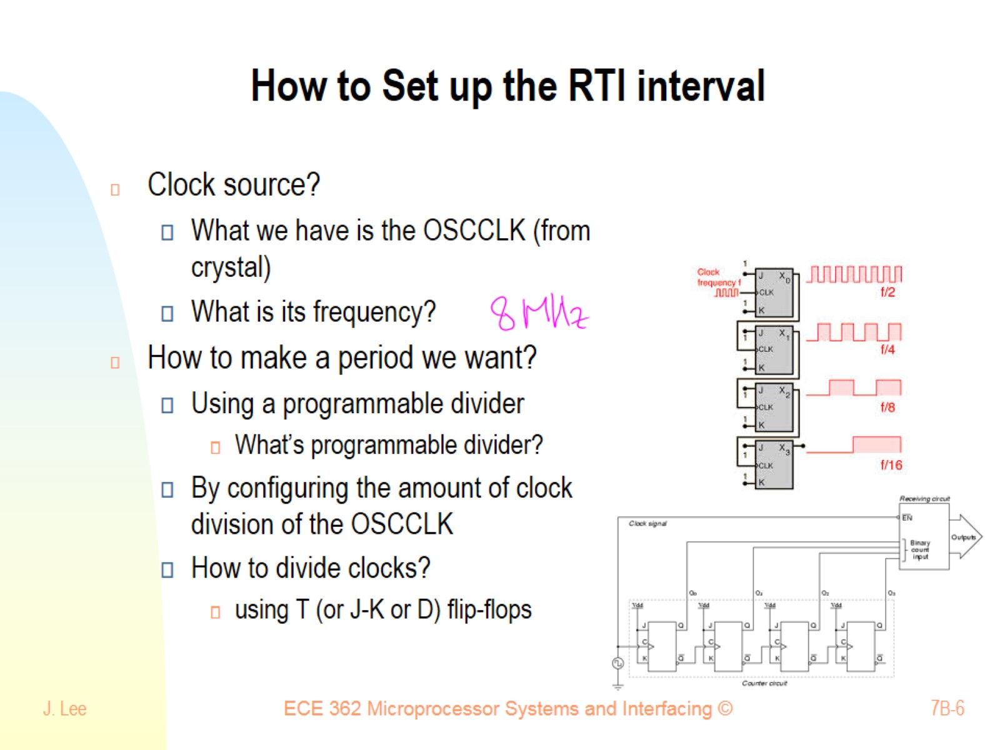 How to Set up the RTI interval
Clock source?
What we have is the OSCCLK (from
crystal)
What is its frequency? 8 MHz
How to make a period we want?
Using a programmable divider
What's programmable divider?
By configuring the amount of clock
division of the OSCCLK
How to divide clocks?
using T (or J-K or D) flip-flops
Clock
frequency f
1
J X0
CLK
1
K
f/2
J X1
1
CLK
1
K
f/4
J X2
1
CLK
1
K
f/8
J X3
1
CLK
1
K
f/16
Receiving circuit
Clock signal
EN
Binary
count
input
Outputs
Q0 Q1 Q2 Q3
Vdd Vdd Vdd Vdd
J Q J Q J Q J Q
C C C C
K Q K Q K Q K Q
Counter circuit
J. Lee
ECE 362 Microprocessor Systems and Interfacing ©
7B-6